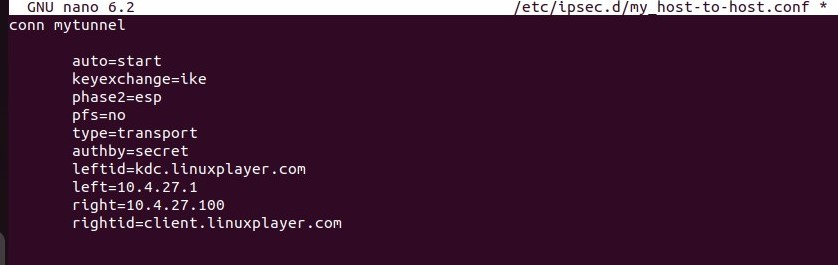 GNU nano 6.2 /etc/ipsec.d/my_host-to-host.conf *
conn mytunnel
auto=start
keyexchange=ike
phase2=esp
pfs=no
type=transport
authby=secret
leftid=kdc.linuxplayer.com
left=10.4.27.1
right=10.4.27.100
rightid=client.linuxplayer.com